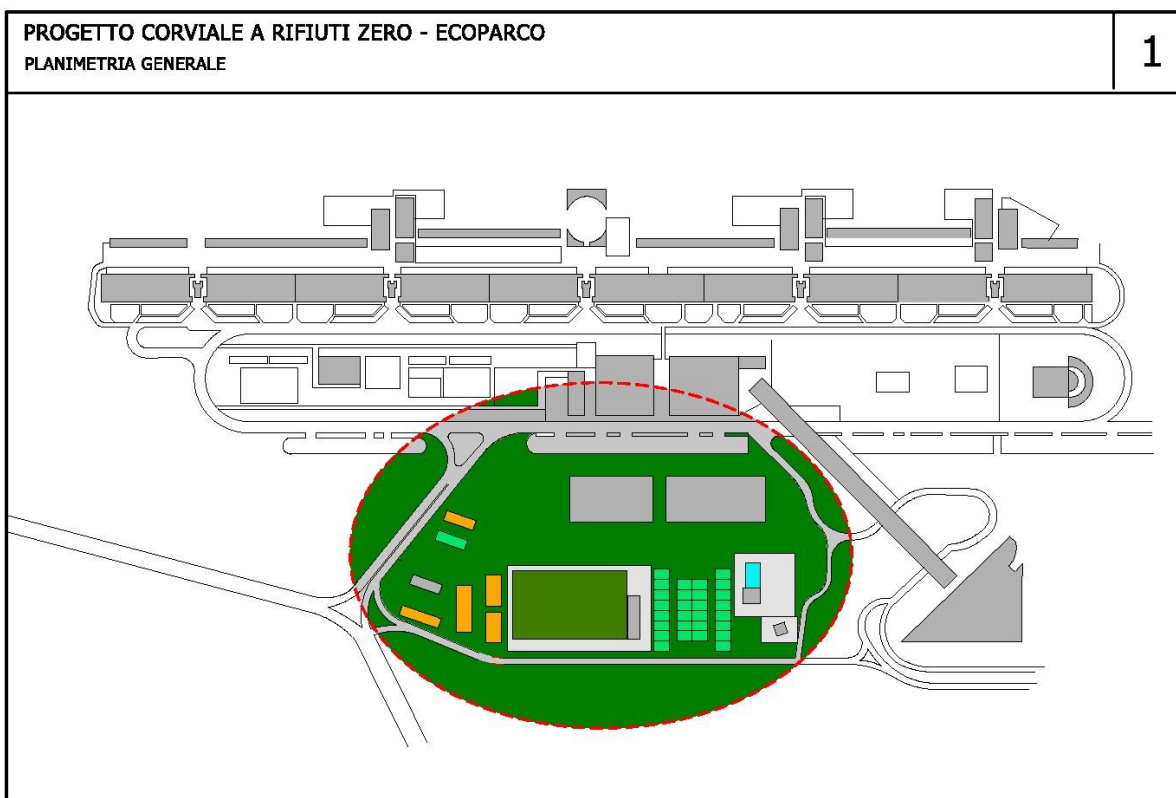 PROGETTO CORVIALE A RIFIUTI ZERO - ECOPARCO
PLANIMETRIA GENERALE
1